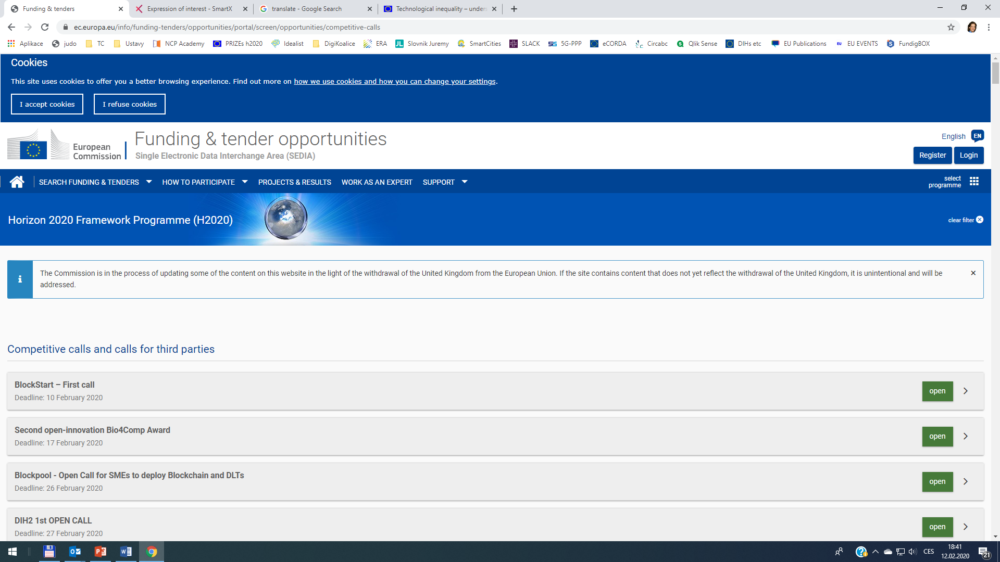 Funding & tenders
Expression of interest - SmartX
translate - Google Search
Technological inequality – unders
ec.europa.eu/info/funding-tenders/opportunities/portal/screen/opportunities/competitive-calls
Aplikace judo TC Ustavy NCP Academy PRIZEs h2020 Idealist DigiKoalice ERA JL Slovnik Juremy SmartCities SLACK 5G-PPP eCORDA Circabc Qlik Sense DIHs etc EU Publications EU EU EVENTS FundigBOX
Cookies
This site uses cookies to offer you a better browsing experience. Find out more on how we use cookies and how you can change your settings.
I accept cookies
I refuse cookies
European
Commission
Funding & tender opportunities
Single Electronic Data Interchange Area (SEDIA)
English EN
Register Login
SEARCH FUNDING & TENDERS HOW TO PARTICIPATE PROJECTS & RESULTS WORK AS AN EXPERT SUPPORT
select
programme
Horizon 2020 Framework Programme (H2020)
clear filter
The Commission is in the process of updating some of the content on this website in the light of the withdrawal of the United Kingdom from the European Union. If the site contains content that does not yet reflect the withdrawal of the United Kingdom, it is unintentional and will be
addressed.
Competitive calls and calls for third parties
BlockStart – First call
Deadline: 10 February 2020
open
Second open-innovation Bio4Comp Award
Deadline: 17 February 2020
open
Blockpool - Open Call for SMEs to deploy Blockchain and DLTs
Deadline: 26 February 2020
open
DIH2 1st OPEN CALL
Deadline: 27 February 2020
open
CES
18:41
12.02.2020
21